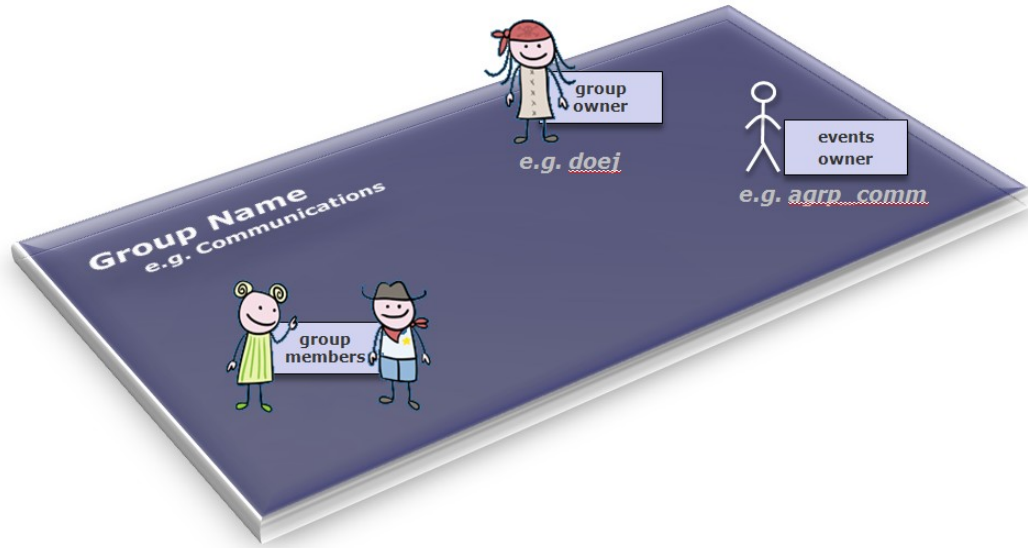 group
owner
e.g. doej
events
owner
e.g. agrp_comm
Group Name
e.g. Communications
group
members